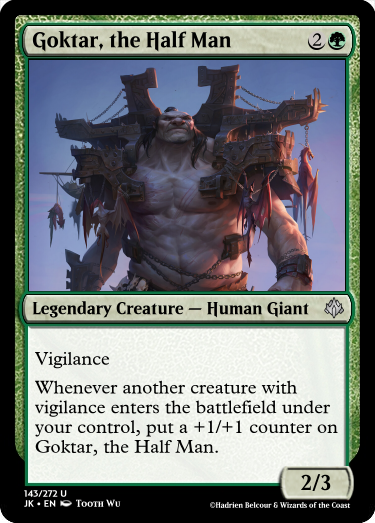 Goktar, the Half Man 2
Legendary Creature — Human Giant
Vigilance
Whenever another creature with
vigilance enters the battlefield under
your control, put a +1/+1 counter on
Goktar, the Half Man.
2/3
143/272 U
JK • EN Tooth Wu
©Hadrien Belcour & Wizards of the Coast